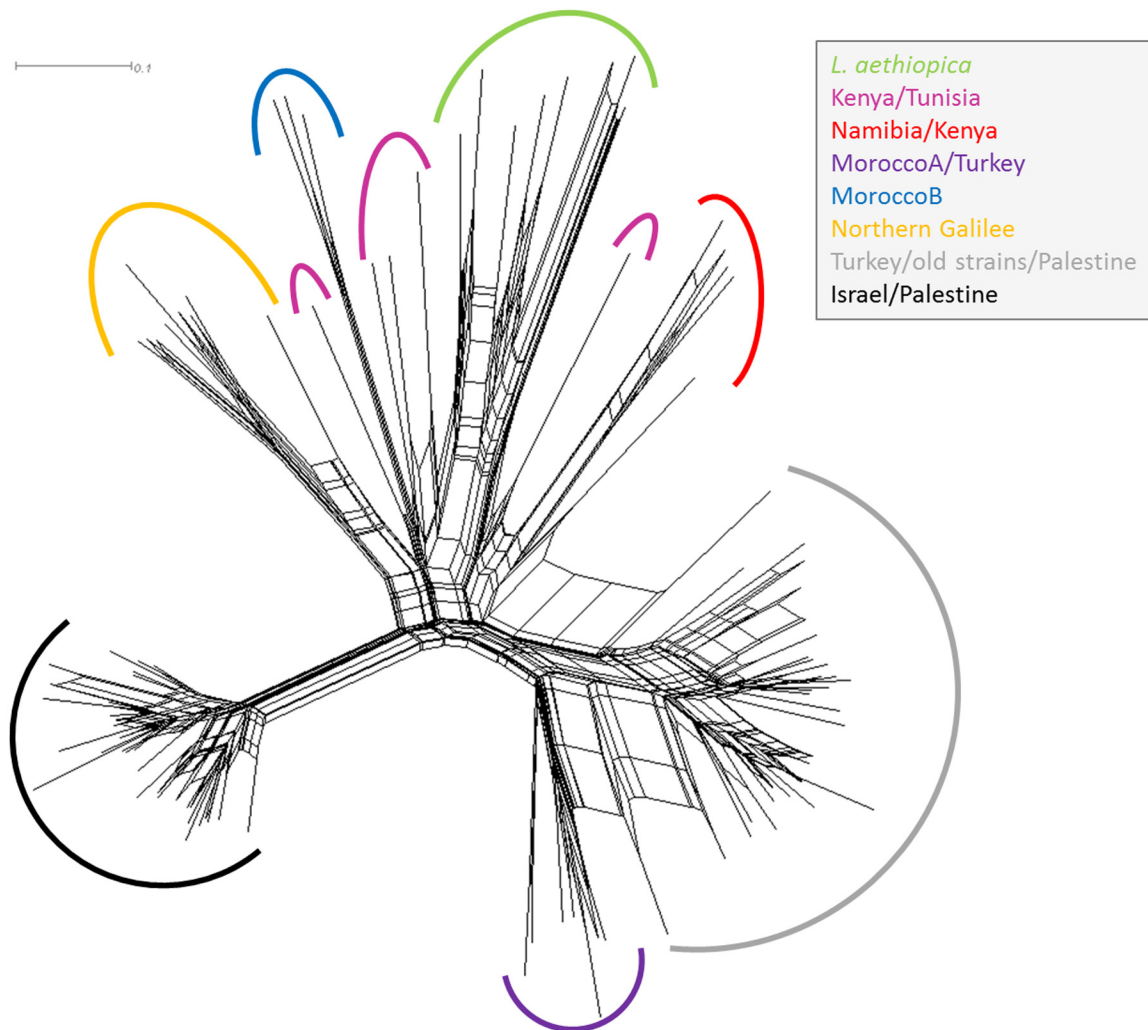 0.1
L. aethiopica
Kenya/Tunisia
Namibia/Kenya
MoroccoA/Turkey
MoroccoB
Northern Galilee
Turkey/old strains/Palestine
Israel/Palestine